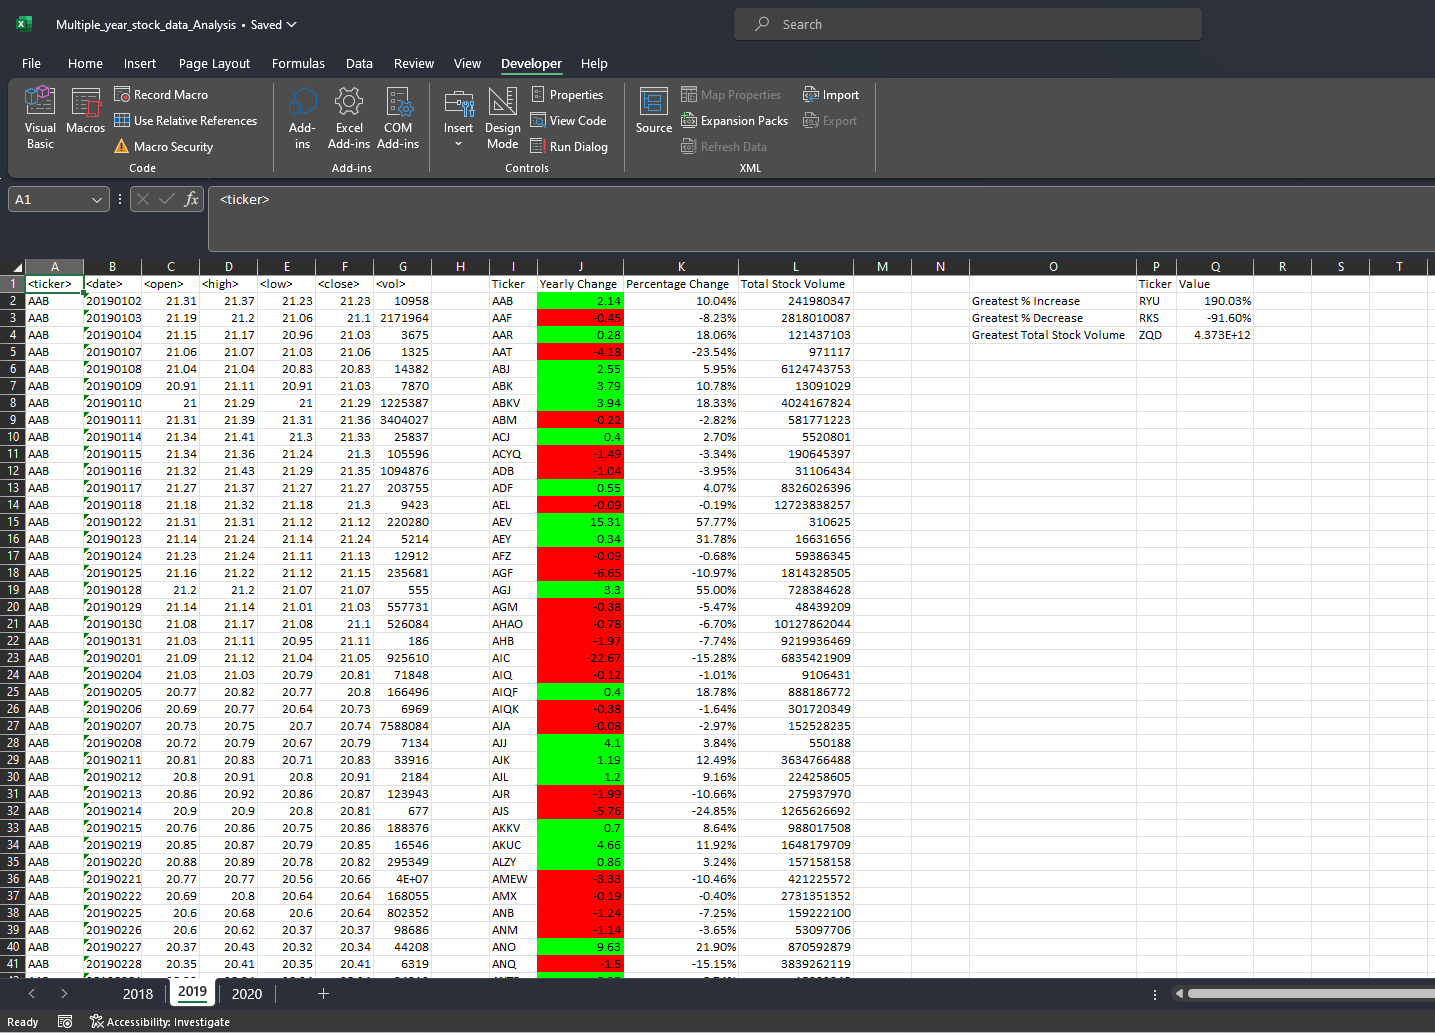 Multiple_year_stock_data_Analysis • Saved
Search
File Home Insert Page Layout Formulas Data Review View Developer Help
Visual Basic
Macros
Record Macro
Use Relative References
Macro Security
Code
Add-ins
Excel Add-ins
COM Add-ins
Add-ins
Insert
Design Mode
Properties
View Code
Run Dialog
Controls
Source
Map Properties
Expansion Packs
Refresh Data
Import
Export
XML
A1 fx <ticker>
A B C D E F G H I J K L M N O P Q R S T
1 <ticker> <date> <open> <high> <low> <close> <vol> Ticker Yearly Change Percentage Change Total Stock Volume Ticker Value
2 AAB 20190102 21.31 21.37 21.23 21.23 10958 AAB 2.14 10.04% 241980347 Greatest % Increase RYU 190.03%
3 AAB 20190103 21.19 21.2 21.06 21.1 2171964 AAF -0.45 -8.23% 2818010087 Greatest % Decrease RKS -91.60%
4 AAB 20190104 21.15 21.17 20.96 21.03 3675 AAR 0.28 18.06% 121437103 Greatest Total Stock Volume ZQD 4.373E+12
5 AAB 20190107 21.06 21.07 21.03 21.06 1325 AAT -4.18 -23.54% 971117
6 AAB 20190108 21.04 21.04 20.83 20.83 14382 ABJ 2.55 5.95% 6124743753
7 AAB 20190109 20.91 21.11 20.91 21.03 7870 ABK 3.79 10.78% 13091029
8 AAB 20190110 21 21.29 21 21.29 1225387 ABKV 3.94 18.33% 4024167824
9 AAB 20190111 21.31 21.39 21.31 21.36 3404027 ABM -0.22 -2.82% 581771223
10 AAB 20190114 21.34 21.41 21.3 21.33 25837 ACJ 0.4 2.70% 5520801
11 AAB 20190115 21.34 21.36 21.24 21.3 105596 ACYQ -1.49 -3.34% 190645397
12 AAB 20190116 21.32 21.43 21.29 21.35 1094876 ADB -1.04 -3.95% 31106434
13 AAB 20190117 21.27 21.37 21.27 21.27 203755 ADF 0.55 4.07% 8326026396
14 AAB 20190118 21.18 21.32 21.18 21.3 9423 AEL -0.09 -0.19% 12723838257
15 AAB 20190122 21.31 21.31 21.12 21.12 220280 AEV 15.31 57.77% 310625
16 AAB 20190123 21.14 21.24 21.14 21.24 5214 AEY 0.34 31.78% 16631656
17 AAB 20190124 21.23 21.24 21.11 21.13 12912 AFZ -0.09 -0.68% 59386345
18 AAB 20190125 21.16 21.22 21.12 21.15 235681 AGF -6.65 -10.97% 1814328505
19 AAB 20190128 21.2 21.2 21.07 21.07 555 AGJ 3.3 55.00% 728384628
20 AAB 20190129 21.14 21.14 21.01 21.03 557731 AGM -0.38 -5.47% 48439209
21 AAB 20190130 21.08 21.17 21.08 21.1 526084 AHAO -0.78 -6.70% 10127862044
22 AAB 20190131 21.03 21.11 20.95 21.11 186 AHB -1.97 -7.74% 9219936469
23 AAB 20190201 21.09 21.12 21.04 21.05 925610 AIC -22.67 -15.28% 6835421909
24 AAB 20190204 21.03 21.03 20.79 20.81 71848 AIQ -0.12 -1.01% 9106431
25 AAB 20190205 20.77 20.82 20.77 20.8 166496 AIQF 0.4 18.78% 888186772
26 AAB 20190206 20.69 20.77 20.64 20.73 6969 AIQK -0.38 -1.64% 301720349
27 AAB 20190207 20.73 20.75 20.7 20.74 7588084 AJA -0.08 -2.97% 152528235
28 AAB 20190208 20.72 20.79 20.67 20.79 7134 AJJ 4.1 3.84% 550188
29 AAB 20190211 20.81 20.83 20.71 20.83 33916 AJK 1.19 12.49% 3634766488
30 AAB 20190212 20.8 20.91 20.8 20.91 2184 AJL 1.2 9.16% 224258605
31 AAB 20190213 20.86 20.92 20.86 20.87 123943 AJR -1.99 -10.66% 275937970
32 AAB 20190214 20.9 20.9 20.8 20.81 677 AJS -5.76 -24.85% 1265626692
33 AAB 20190215 20.76 20.86 20.75 20.86 188376 AKKV 0.7 8.64% 988017508
34 AAB 20190219 20.85 20.87 20.79 20.85 16546 AKUC 4.66 11.92% 1648179709
35 AAB 20190220 20.88 20.89 20.78 20.82 295349 ALZY 0.86 3.24% 157158158
36 AAB 20190221 20.77 20.77 20.56 20.66 4E+07 AMEW -3.33 -10.46% 421225572
37 AAB 20190222 20.69 20.8 20.64 20.64 168055 AMX -0.19 -0.40% 2731351352
38 AAB 20190225 20.6 20.68 20.6 20.64 802352 ANB -1.24 -7.25% 159222100
39 AAB 20190226 20.6 20.62 20.32 20.37 98686 ANM -1.14 -3.65% 53097706
40 AAB 20190227 20.37 20.43 20.32 20.34 44208 ANO 9.63 21.90% 870592879
41 AAB 20190228 20.35 20.41 20.35 20.41 6319 ANQ -1.5 -15.15% 3839262119
2018 2019 2020
Ready Accessibility: Investigate